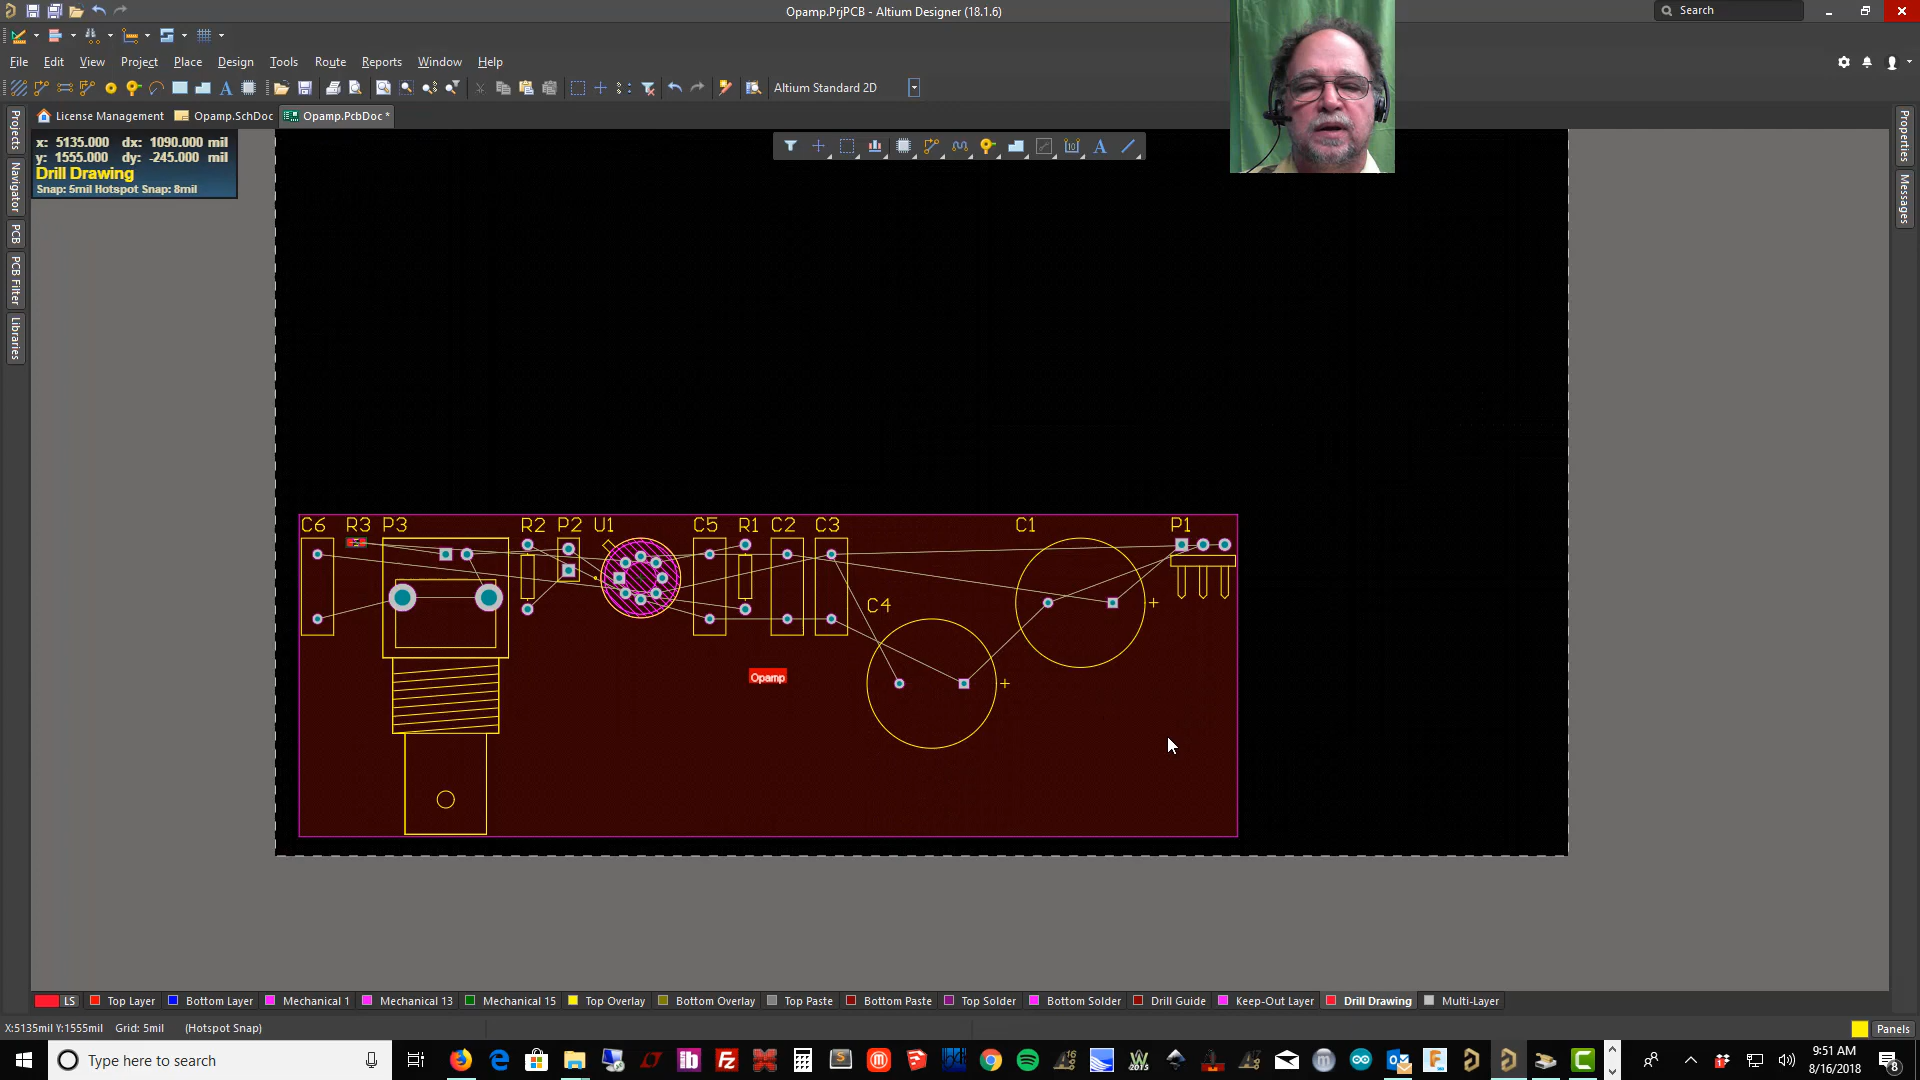 Opamp.PrjPCB - Altium Designer (18.1.6)
Search
File Edit View Project Place Design Tools Route Reports Window Help
Altium Standard 2D
License Management Opamp.SchDoc Opamp.PcbDoc *
x: 5135.000 dx: 1090.000 mil
y: 1555.000 dy: -245.000 mil
Drill Drawing
Snap: 5mil Hotspot Snap: 8mil
Projects
Navigator
PCB
PCB Filter
Libraries
Properties
Messages
C6 R3 P3 R2 P2 U1 C5 R1 C2 C3 C1 P1
C4
Opamp
LS Top Layer Bottom Layer Mechanical 1 Mechanical 13 Mechanical 15 Top Overlay Bottom Overlay Top Paste Bottom Paste Top Solder Bottom Solder Drill Guide Keep-Out Layer Drill Drawing Multi-Layer
X:5135mil Y:1555mil Grid: 5mil (Hotspot Snap)
Panels
Type here to search
9:51 AM
8/16/2018
8